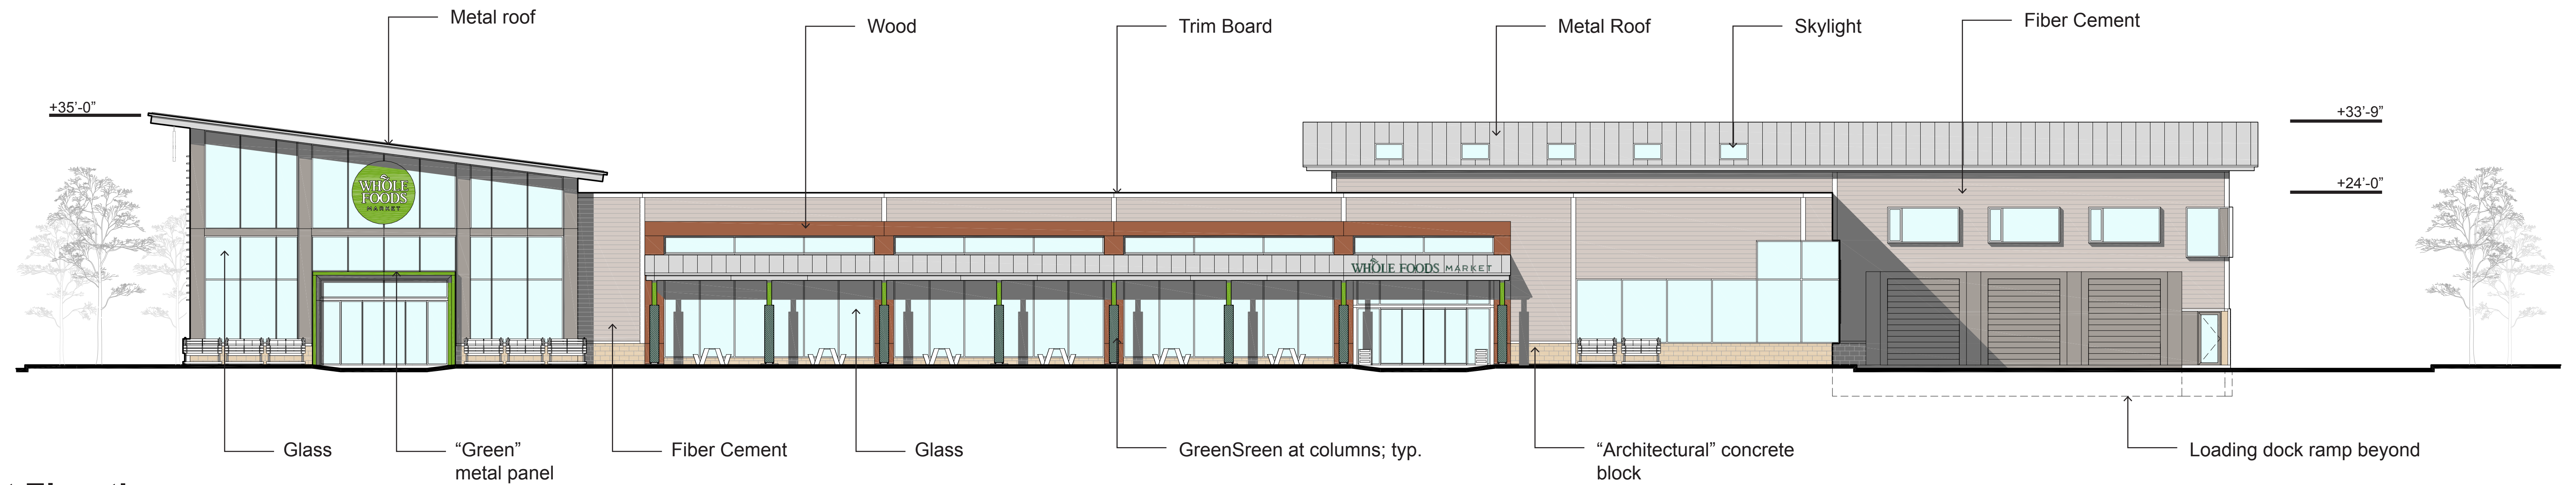 Metal roof
Wood
Trim Board
Metal Roof
Skylight
Fiber Cement
+35'-0"
+33'-9"
+24'-0"
WHOLE
FOODS
MARKET
WHOLE FOODS MARKET
Glass
“Green”
metal panel
Fiber Cement
Glass
GreenSreen at columns; typ.
“Architectural” concrete
block
Loading dock ramp beyond